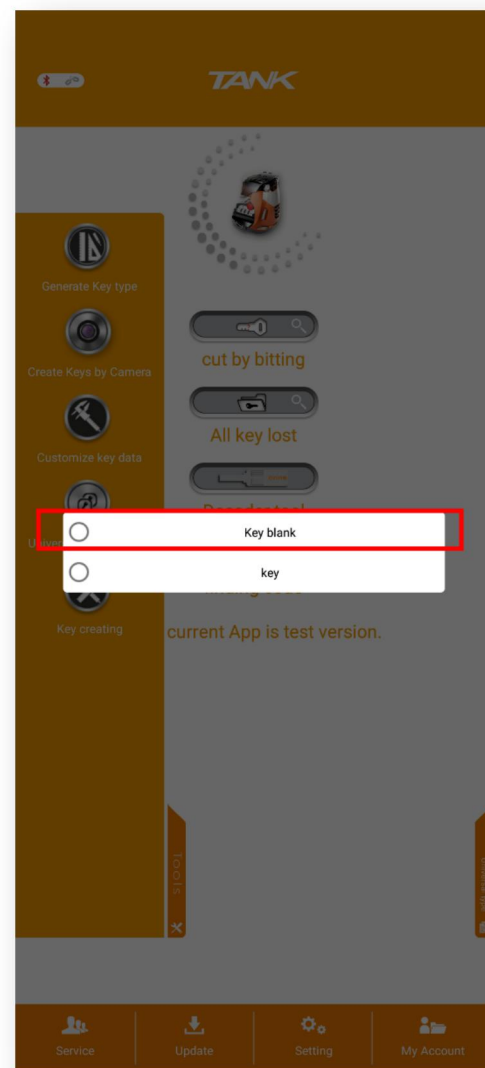 TANK
Generate Key type
Create Keys by Camera
cut by bitting
Customize key data
All key lost
Key blank
key
Key creating
current App is test version.
Tools
Service
Update
Setting
My Account